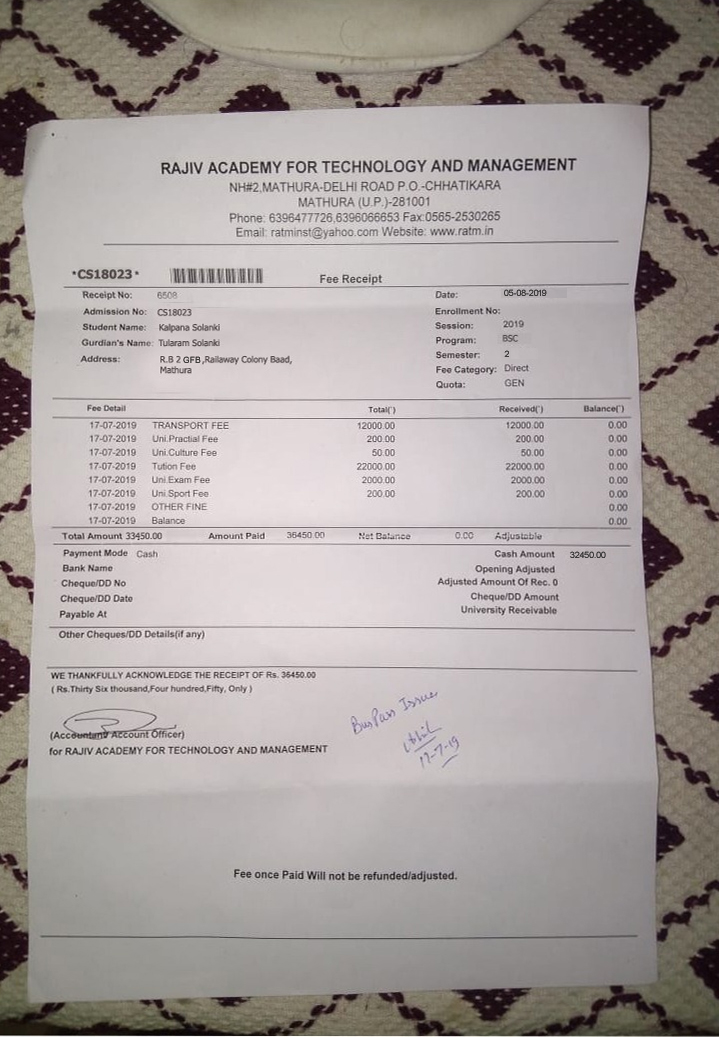 RAJIV ACADEMY FOR TECHNOLOGY AND MANAGEMENT
NH#2,MATHURA-DELHI ROAD P.O.-CHHATIKARA
MATHURA (U.P.)-281001
Phone: 6396477726,6396066653 Fax:0565-2530265
Email: ratminst@yahoo.com Website: www.ratm.in
*CS18023* Fee Receipt
Receipt No: 6508 Date: 05-08-2019
Admission No: CS18023 Enrollment No:
Student Name: Kalpana Solanki Session: 2019
Gurdian's Name: Tularam Solanki Program: BSC
Address: R.B 2 GFB,Railaway Colony Baad, Semester: 2
Mathura Fee Category: Direct
Quota: GEN
Fee Detail Total(`) Received(`) Balance(`)
17-07-2019 TRANSPORT FEE 12000.00 12000.00 0.00
17-07-2019 Uni.Practial Fee 200.00 200.00 0.00
17-07-2019 Uni.Culture Fee 50.00 50.00 0.00
17-07-2019 Tution Fee 22000.00 22000.00 0.00
17-07-2019 Uni.Exam Fee 2000.00 2000.00 0.00
17-07-2019 Uni.Sport Fee 200.00 200.00 0.00
17-07-2019 OTHER FINE 0.00
17-07-2019 Balance 0.00
Total Amount 33450.00 Amount Paid 36450.00 Net Balance 0.00 Adjustable
Payment Mode Cash Cash Amount 32450.00
Bank Name Opening Adjusted
Cheque/DD No Adjusted Amount Of Rec. 0
Cheque/DD Date Cheque/DD Amount
Payable At University Receivable
Other Cheques/DD Details(if any)
WE THANKFULLY ACKNOWLEDGE THE RECEIPT OF Rs. 36450.00
( Rs.Thirty Six thousand,Four hundred,Fifty, Only )
Bus Pass Issue
17-7-19
(Accountant/ Account Officer)
for RAJIV ACADEMY FOR TECHNOLOGY AND MANAGEMENT
Fee once Paid Will not be refunded/adjusted.